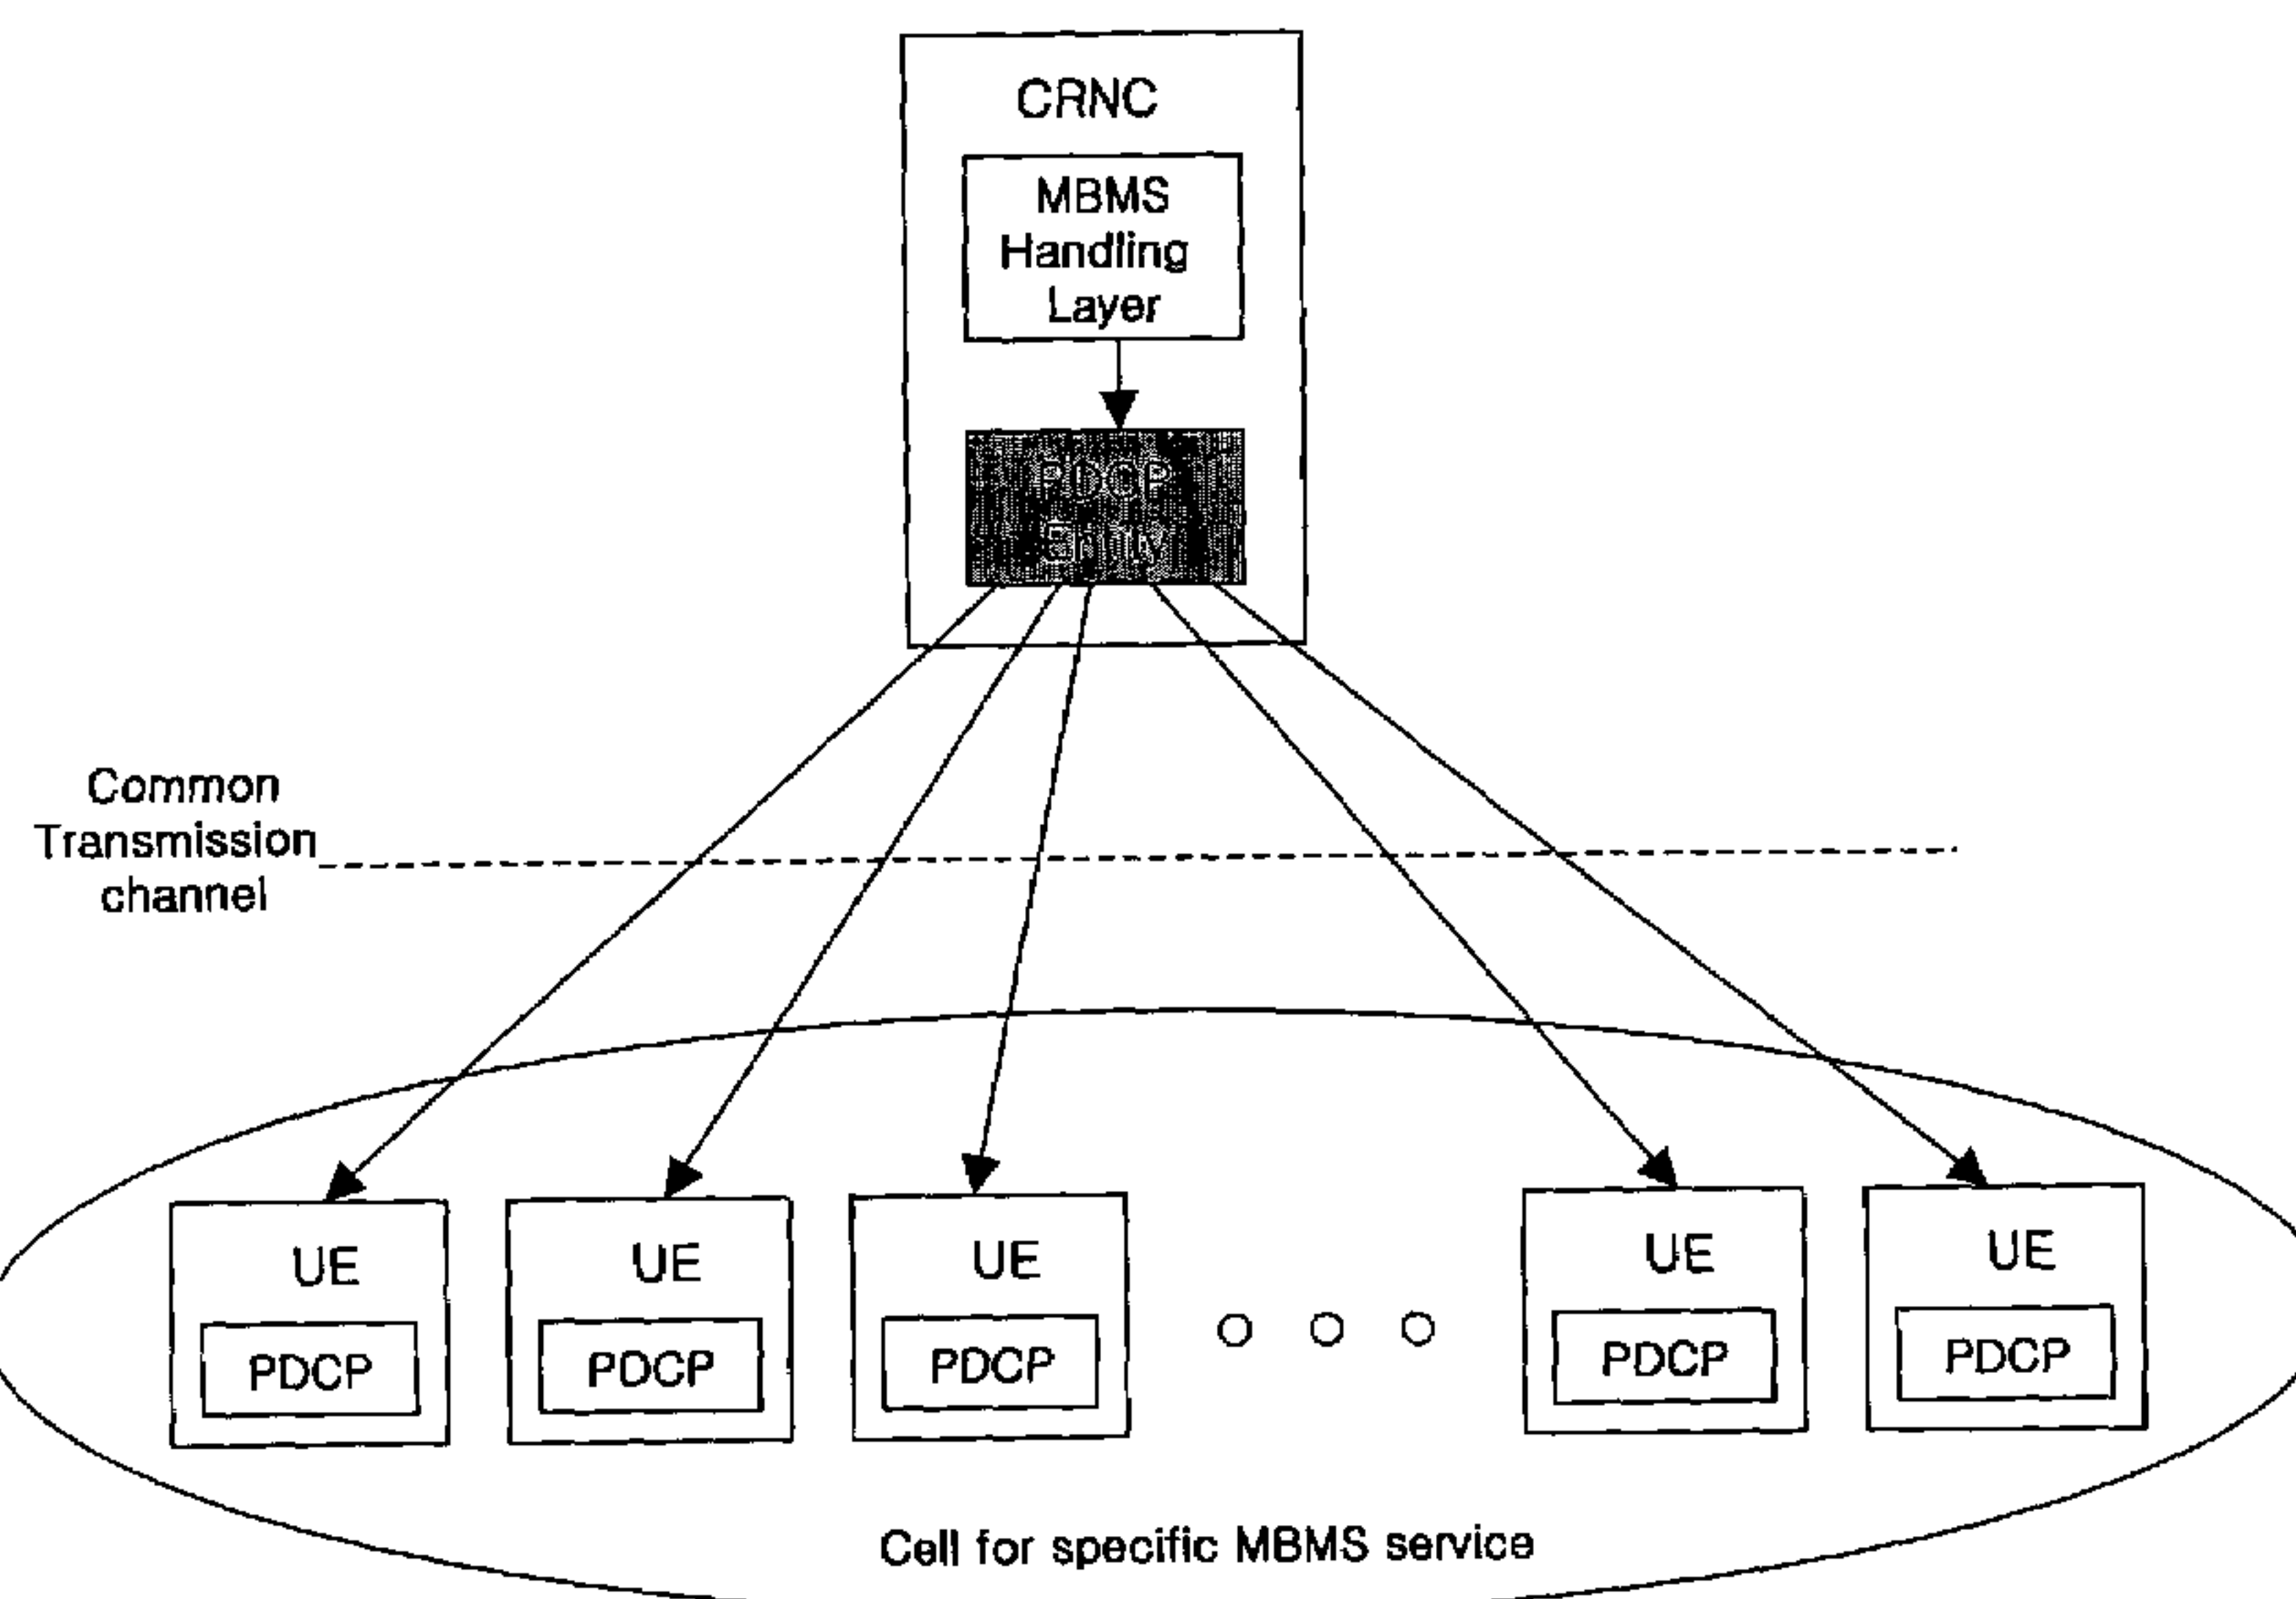 CRNC
MBMS
Handling
Layer
PDCP
Entity
Common
Transmission
channel
UE
UE
UE
UE
UE
PDCP
PDCP
PDCP
PDCP
PDCP
Cell for specific MBMS service